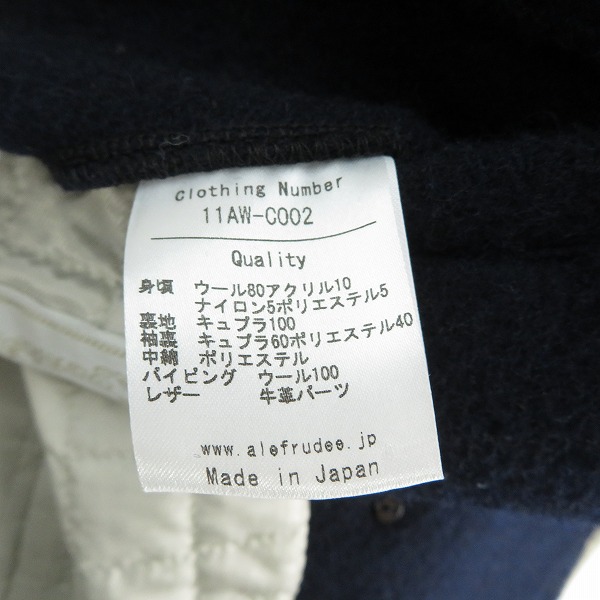 Clothing Number
11AW-C002
Quality
身頃 ウール80アクリル10
ナイロン5ポリエステル5
裏地 キュプラ100
袖裏 キュプラ60ポリエステル40
中綿 ポリエステル
パイピング ウール100
レザー 牛革パーツ
www.alefrudee.jp
Made in Japan